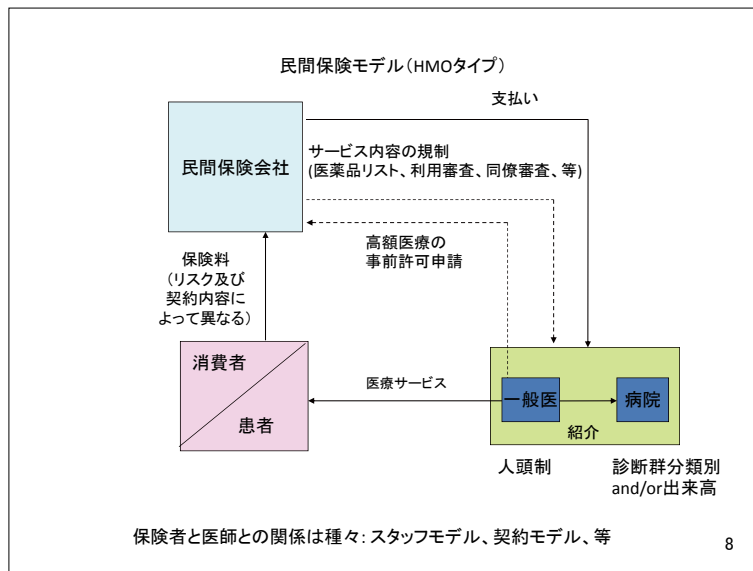 民間保険モデル(HMOタイプ)
支払い
民間保険会社
サービス内容の規制
(医薬品リスト、利用審査、同僚審査、等)
高額医療の
事前許可申請
保険料
(リスク及び
契約内容に
よって異なる)
消費者
患者
医療サービス
一般医
病院
紹介
人頭制
診断群分類別
and/or出来高
保険者と医師との関係は種々: スタッフモデル、契約モデル、等
8